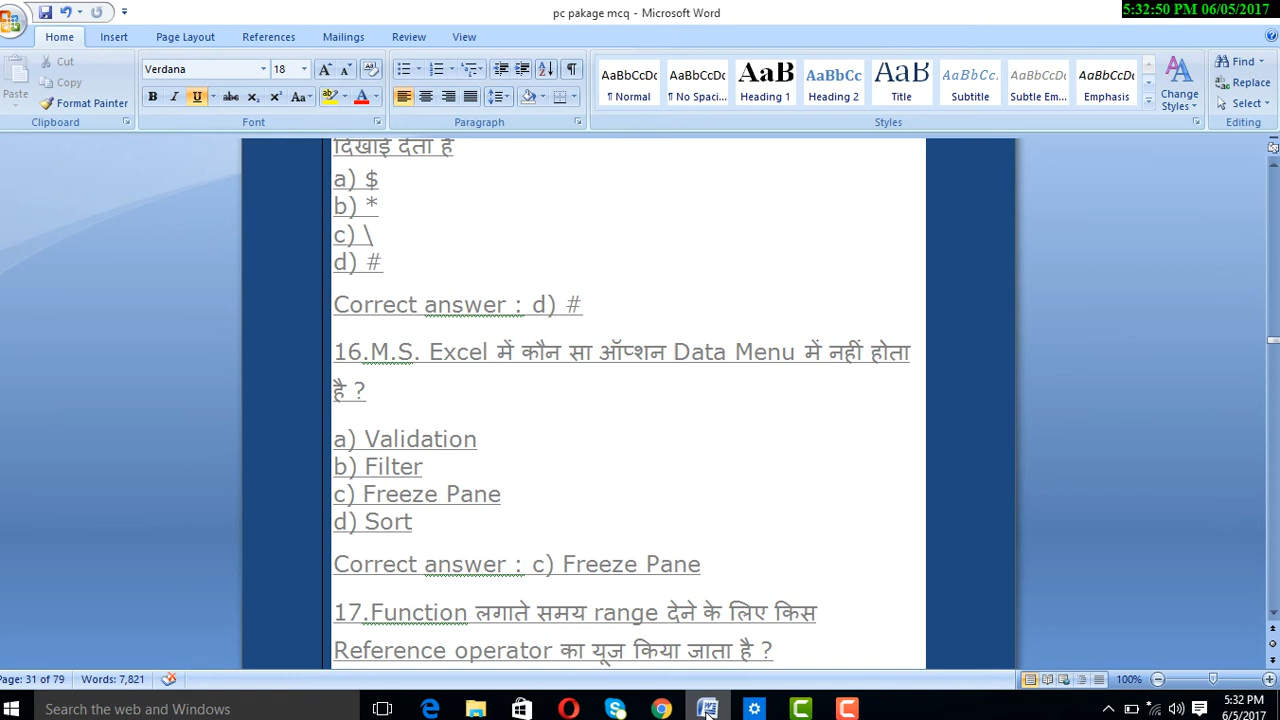 pc pakage mcq - Microsoft Word
5:32:50 PM 06/05/2017
Home Insert Page Layout References Mailings Review View
Paste Cut Copy Format Painter
Verdana 18
AaBbCcDc AaBbCcDc AaB AaBbCc AaB AaBbCc AaBbCcDc AaBbCcDc
¶ Normal ¶ No Spaci... Heading 1 Heading 2 Title Subtitle Subtle Em... Emphasis
Change Styles
Find Replace Select
Clipboard Font Paragraph Styles Editing
दिखाई देता है
a) $
b) *
c) \
d) #
Correct answer : d) #
16.M.S. Excel में कौन सा ऑप्शन Data Menu में नहीं होता
है ?
a) Validation
b) Filter
c) Freeze Pane
d) Sort
Correct answer : c) Freeze Pane
17.Function लगाते समय range देने के लिए किस
Reference operator का यूज किया जाता है ?
Page: 31 of 79 Words: 7,821 100%
Search the web and Windows
5:32 PM
6/5/2017